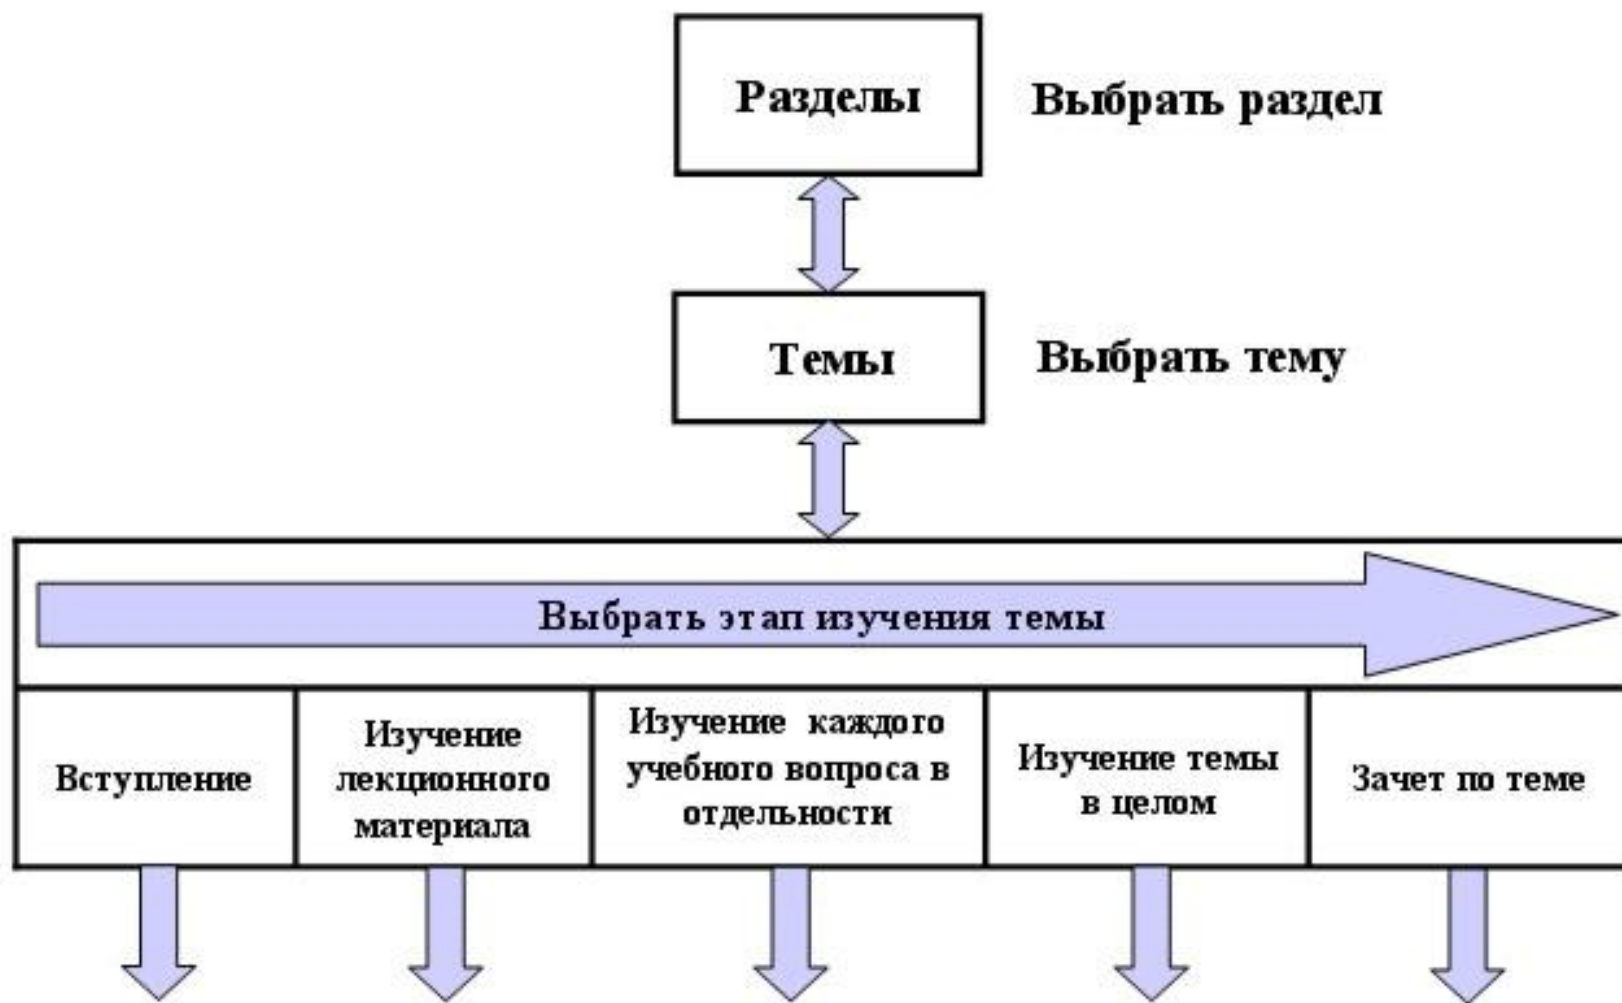 Разделы
Выбрать раздел
Темы
Выбрать тему
Выбрать этап изучения темы
Вступление
Изучение
лекционного
материала
Изучение каждого
учебного вопроса в
отдельности
Изучение темы
в целом
Зачет по теме